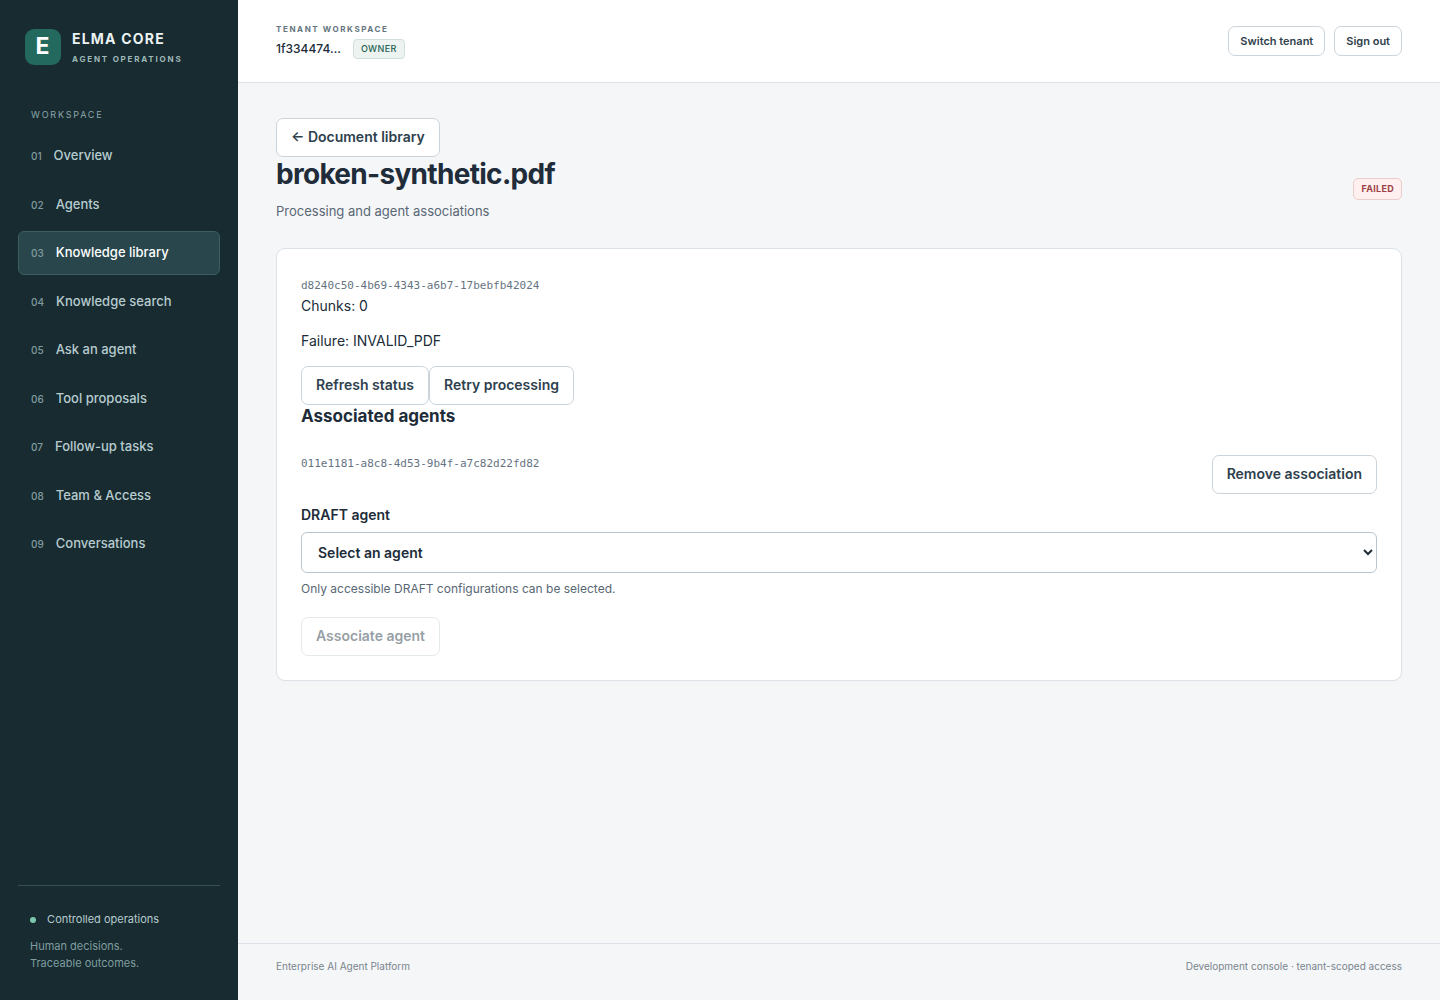 E
ELMA CORE
AGENT OPERATIONS
WORKSPACE
01 Overview
02 Agents
03 Knowledge library
04 Knowledge search
05 Ask an agent
06 Tool proposals
07 Follow-up tasks
08 Team & Access
09 Conversations
Controlled operations
Human decisions.
Traceable outcomes.
TENANT WORKSPACE
1f334474... OWNER
Switch tenant
Sign out
← Document library
broken-synthetic.pdf
FAILED
Processing and agent associations
d8240c50-4b69-4343-a6b7-17bebfb42024
Chunks: 0
Failure: INVALID_PDF
Refresh status
Retry processing
Associated agents
011e1181-a8c8-4d53-9b4f-a7c82d22fd82
Remove association
DRAFT agent
Select an agent
Only accessible DRAFT configurations can be selected.
Associate agent
Enterprise AI Agent Platform
Development console · tenant-scoped access